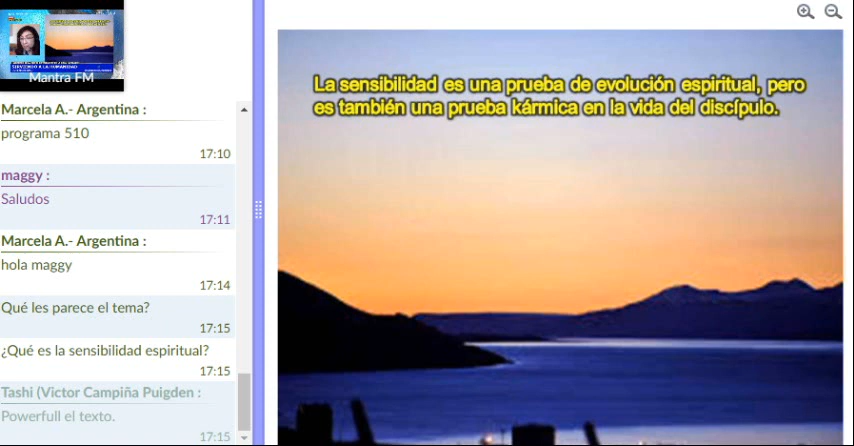 SIRVIENDO A LA HUMANIDAD
Mantra FM
Marcela A.- Argentina :
programa 510
17:10
maggy :
Saludos
17:11
Marcela A.- Argentina :
hola maggy
17:14
Qué les parece el tema?
17:15
¿Qué es la sensibilidad espiritual?
17:15
Tashi (Victor Campiña Puigden :
Powerfull el texto.
17:15
La sensibilidad es una prueba de evolución espiritual, pero
es también una prueba kármica en la vida del discípulo.